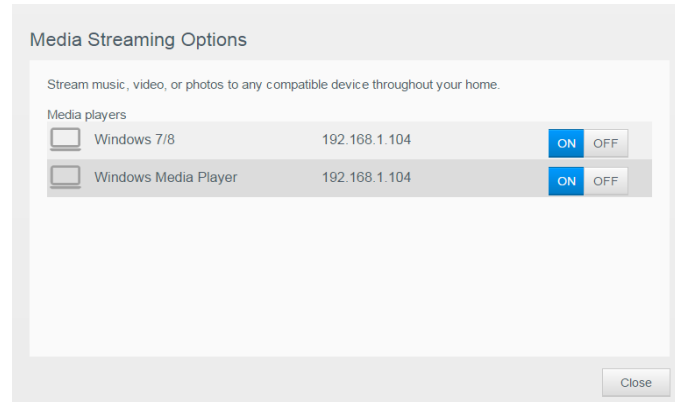 Media Streaming Options
Stream music, video, or photos to any compatible device throughout your home.
Media players
Windows 7/8 192.168.1.104 ON OFF
Windows Media Player 192.168.1.104 ON OFF
Close